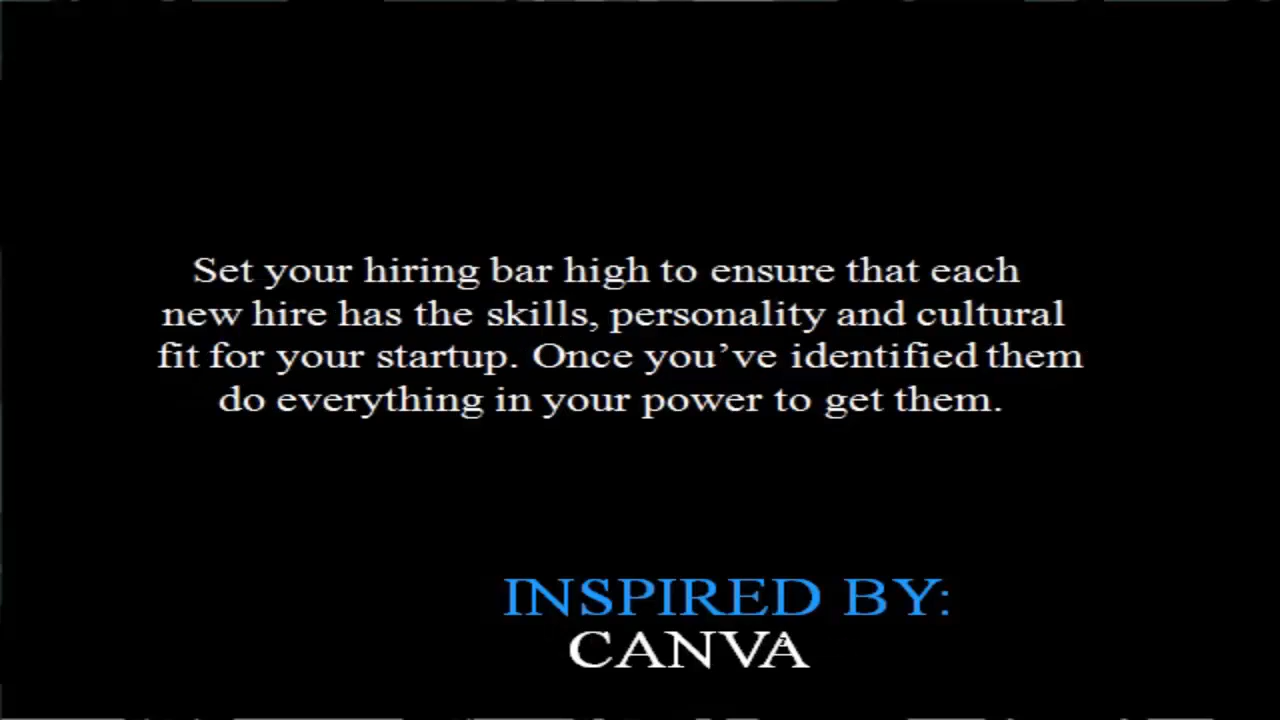 Set your hiring bar high to ensure that each
new hire has the skills, personality and cultural
fit for your startup. Once you’ve identified them
do everything in your power to get them.
INSPIRED BY:
CANVA